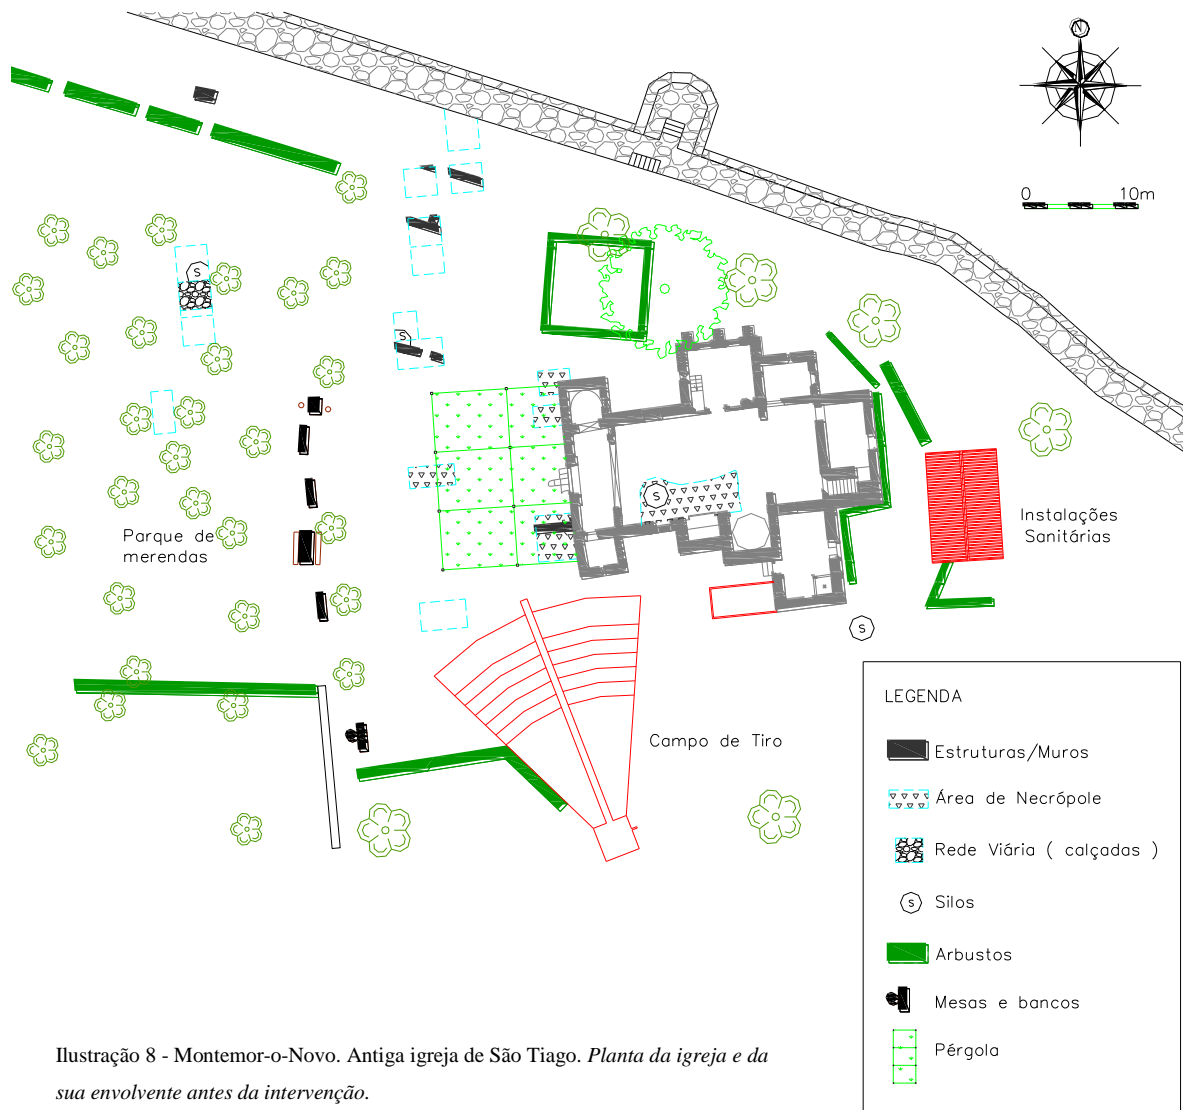 N
0 10m
S
S
S
S
Parque de
merendas
Instalações
Sanitárias
Campo de Tiro
LEGENDA
Estruturas/Muros
Área de Necrópole
Rede Viária ( calçadas )
S Silos
Arbustos
Mesas e bancos
Pérgola
Ilustração 8 - Montemor-o-Novo. Antiga igreja de São Tiago. Planta da igreja e da
sua envolvente antes da intervenção.